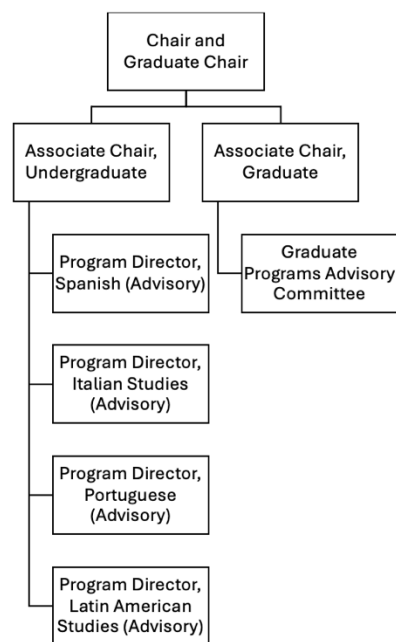 Chair and
Graduate Chair
Associate Chair,
Undergraduate
Associate Chair,
Graduate
Program Director,
Spanish (Advisory)
Graduate
Programs Advisory
Committee
Program Director,
Italian Studies
(Advisory)
Program Director,
Portuguese
(Advisory)
Program Director,
Latin American
Studies (Advisory)